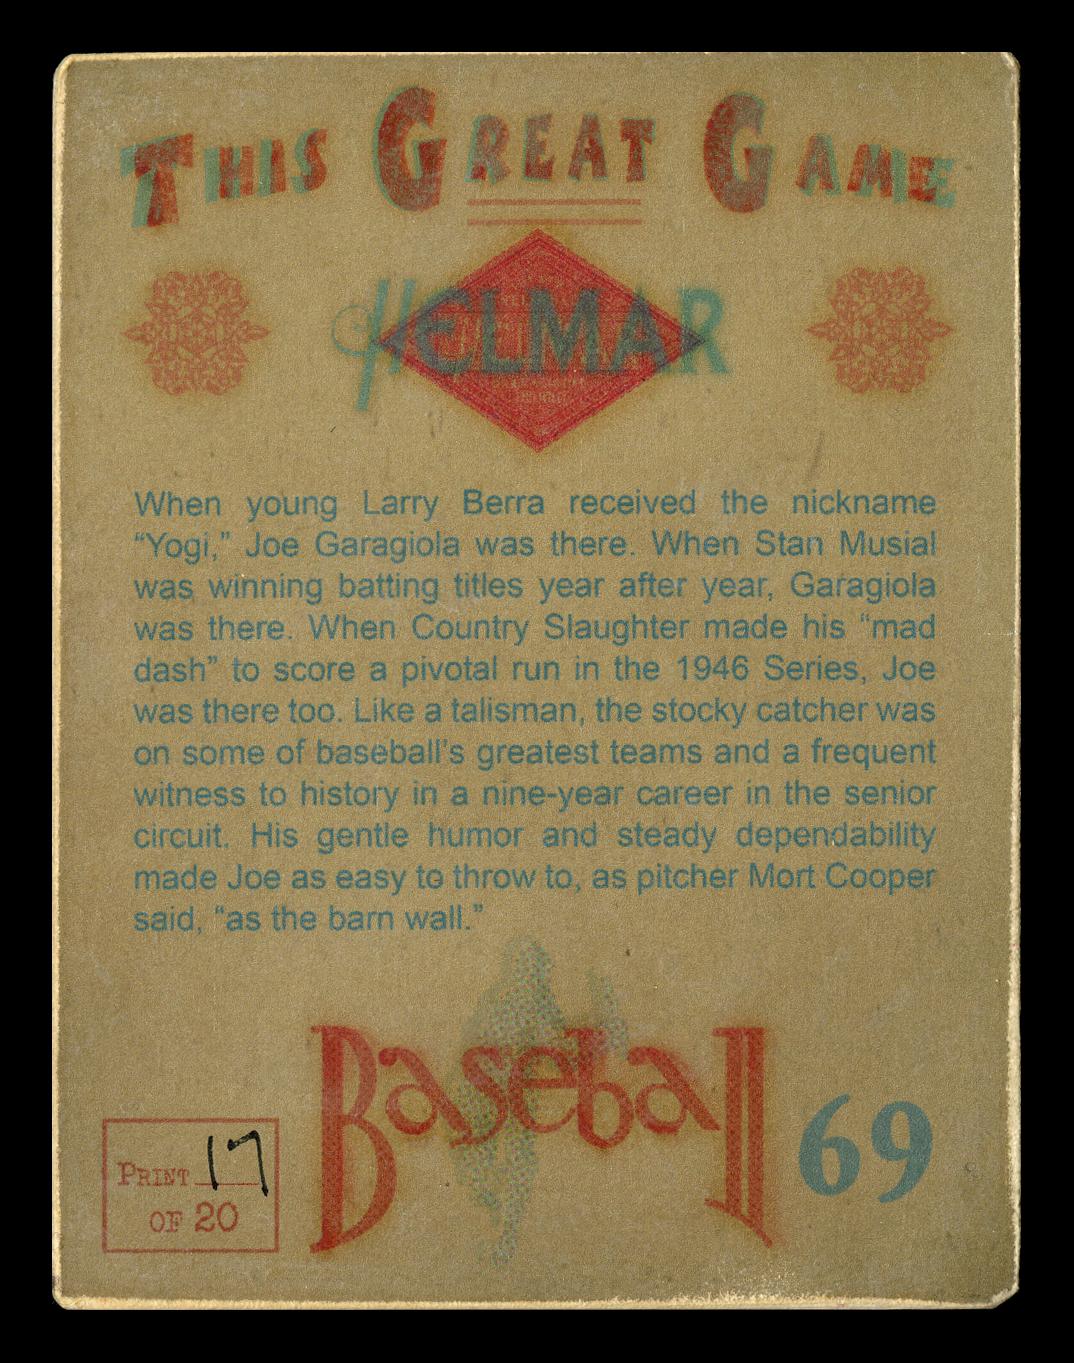 THIS GREAT GAME
HELMAR
When young Larry Berra received the nickname
“Yogi,” Joe Garagiola was there. When Stan Musial
was winning batting titles year after year, Garagiola
was there. When Country Slaughter made his “mad
dash” to score a pivotal run in the 1946 Series, Joe
was there too. Like a talisman, the stocky catcher was
on some of baseball’s greatest teams and a frequent
witness to history in a nine-year career in the senior
circuit. His gentle humor and steady dependability
made Joe as easy to throw to, as pitcher Mort Cooper
said, “as the barn wall.”
Baseball
69
PRINT 17
OF 20